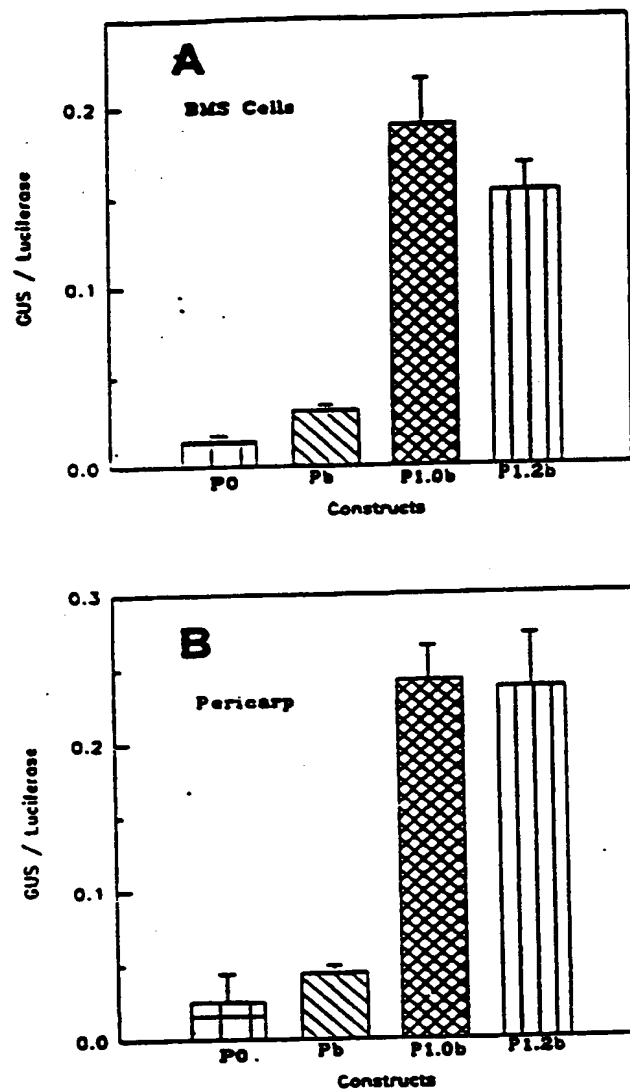 A
BMS Cells
0.2
0.1
0.0
GUS / Luciferase
P0 Pb P1.0b P1.2b
Constructs
B
Pericarp
0.3
0.2
0.1
0.0
GUS / Luciferase
P0. Pb P1.0b P1.2b
Constructs